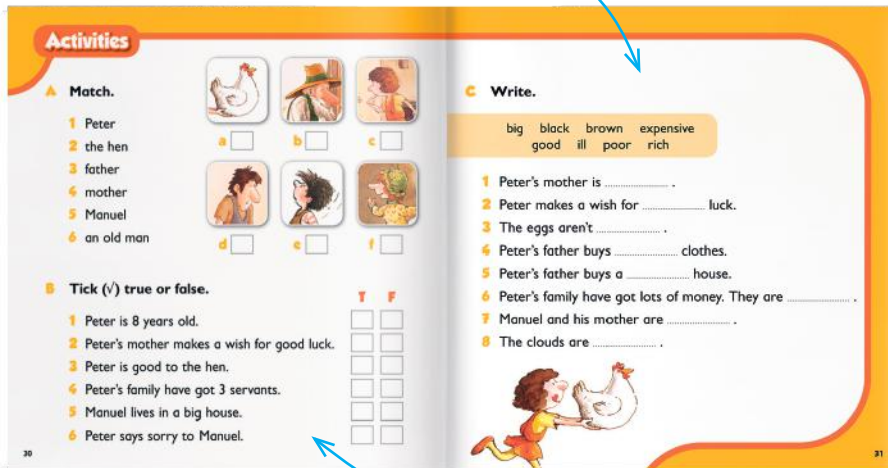 Activities
A Match.
1 Peter
2 the hen
3 father
4 mother
5 Manuel
6 an old man
a
b
c
d
e
f
B Tick (√) true or false.
T F
1 Peter is 8 years old.
2 Peter's mother makes a wish for good luck.
3 Peter is good to the hen.
4 Peter's family have got 3 servants.
5 Manuel lives in a big house.
6 Peter says sorry to Manuel.
30
C Write.
big black brown expensive
good ill poor rich
1 Peter's mother is .................... .
2 Peter makes a wish for .................... luck.
3 The eggs aren't .................... .
4 Peter's father buys .................... clothes.
5 Peter's father buys a .................... house.
6 Peter's family have got lots of money. They are .................... .
7 Manuel and his mother are .................... .
8 The clouds are .................... .
31